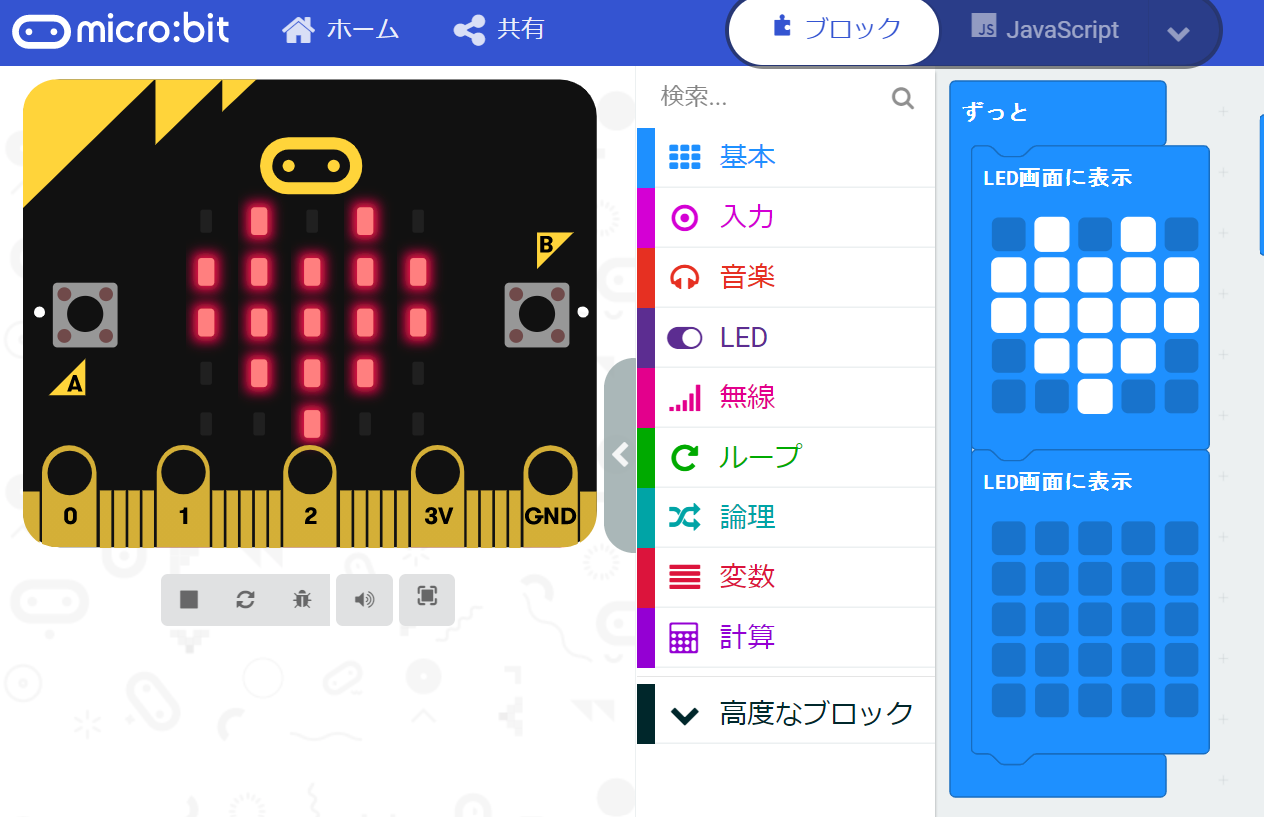 micro:bit
ホーム
共有
ブロック
JS JavaScript
検索...
基本
入力
音楽
LED
無線
ループ
論理
変数
計算
高度なブロック
B
A
0 1 2 3V GND
ずっと
LED画面に表示
LED画面に表示